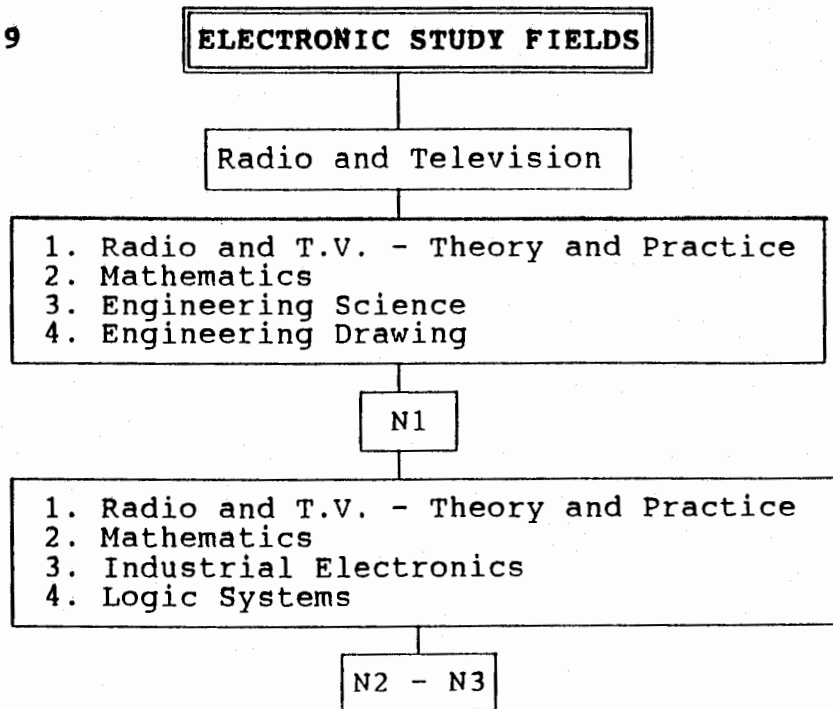 9
ELECTRONIC STUDY FIELDS
Radio and Television
1. Radio and T.V. - Theory and Practice
2. Mathematics
3. Engineering Science
4. Engineering Drawing
N1
1. Radio and T.V. - Theory and Practice
2. Mathematics
3. Industrial Electronics
4. Logic Systems
N2 - N3